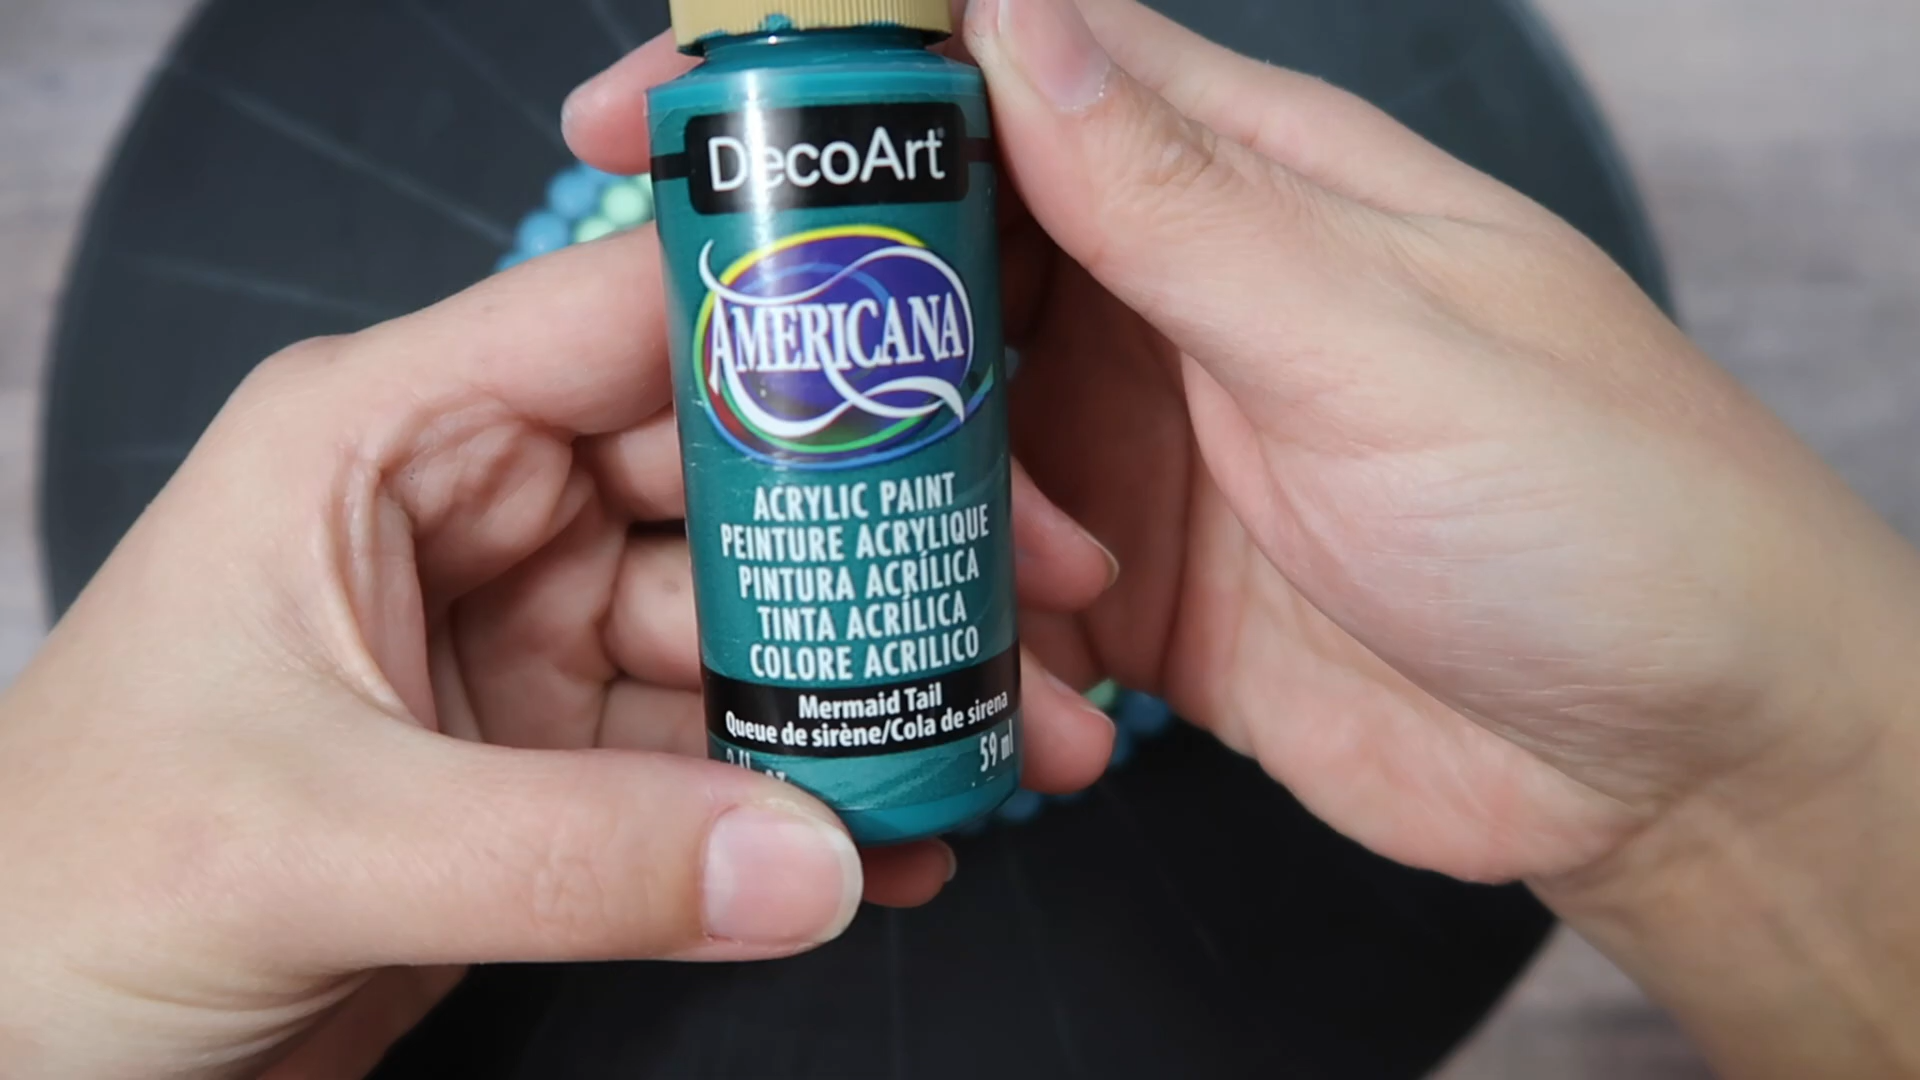 DecoArt
AMERICANA
ACRYLIC PAINT
PEINTURE ACRYLIQUE
PINTURA ACRÍLICA
TINTA ACRÍLICA
COLORE ACRILICO
Mermaid Tail
Queue de sirène/Cola de sirena
59 ml